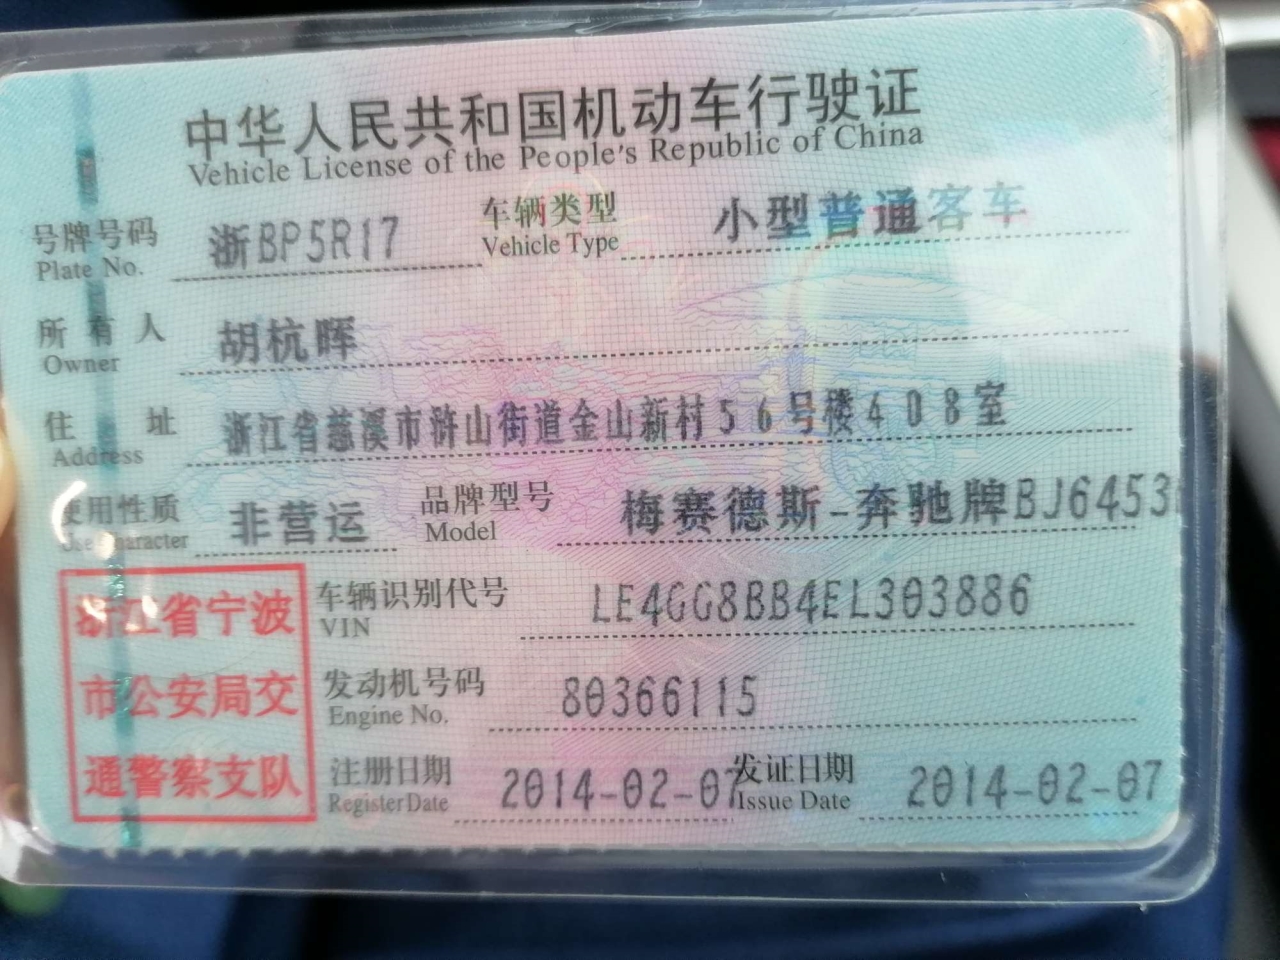 中华人民共和国机动车行驶证
Vehicle License of the People's Republic of China
号牌号码 浙BP5R17 车辆类型 小型普通客车
Plate No. Vehicle Type
所有人 胡杭晖
Owner
住址 浙江省慈溪市浒山街道金山新村56号楼408室
Address
使用性质 非营运 品牌型号 梅赛德斯-奔驰牌BJ6453
Use Character Model
浙江省宁波
市公安局交
通警察支队
车辆识别代号 LE4GG8BB4EL303886
VIN
发动机号码 80366115
Engine No.
注册日期 2014-02-07 发证日期 2014-02-07
Register Date Issue Date